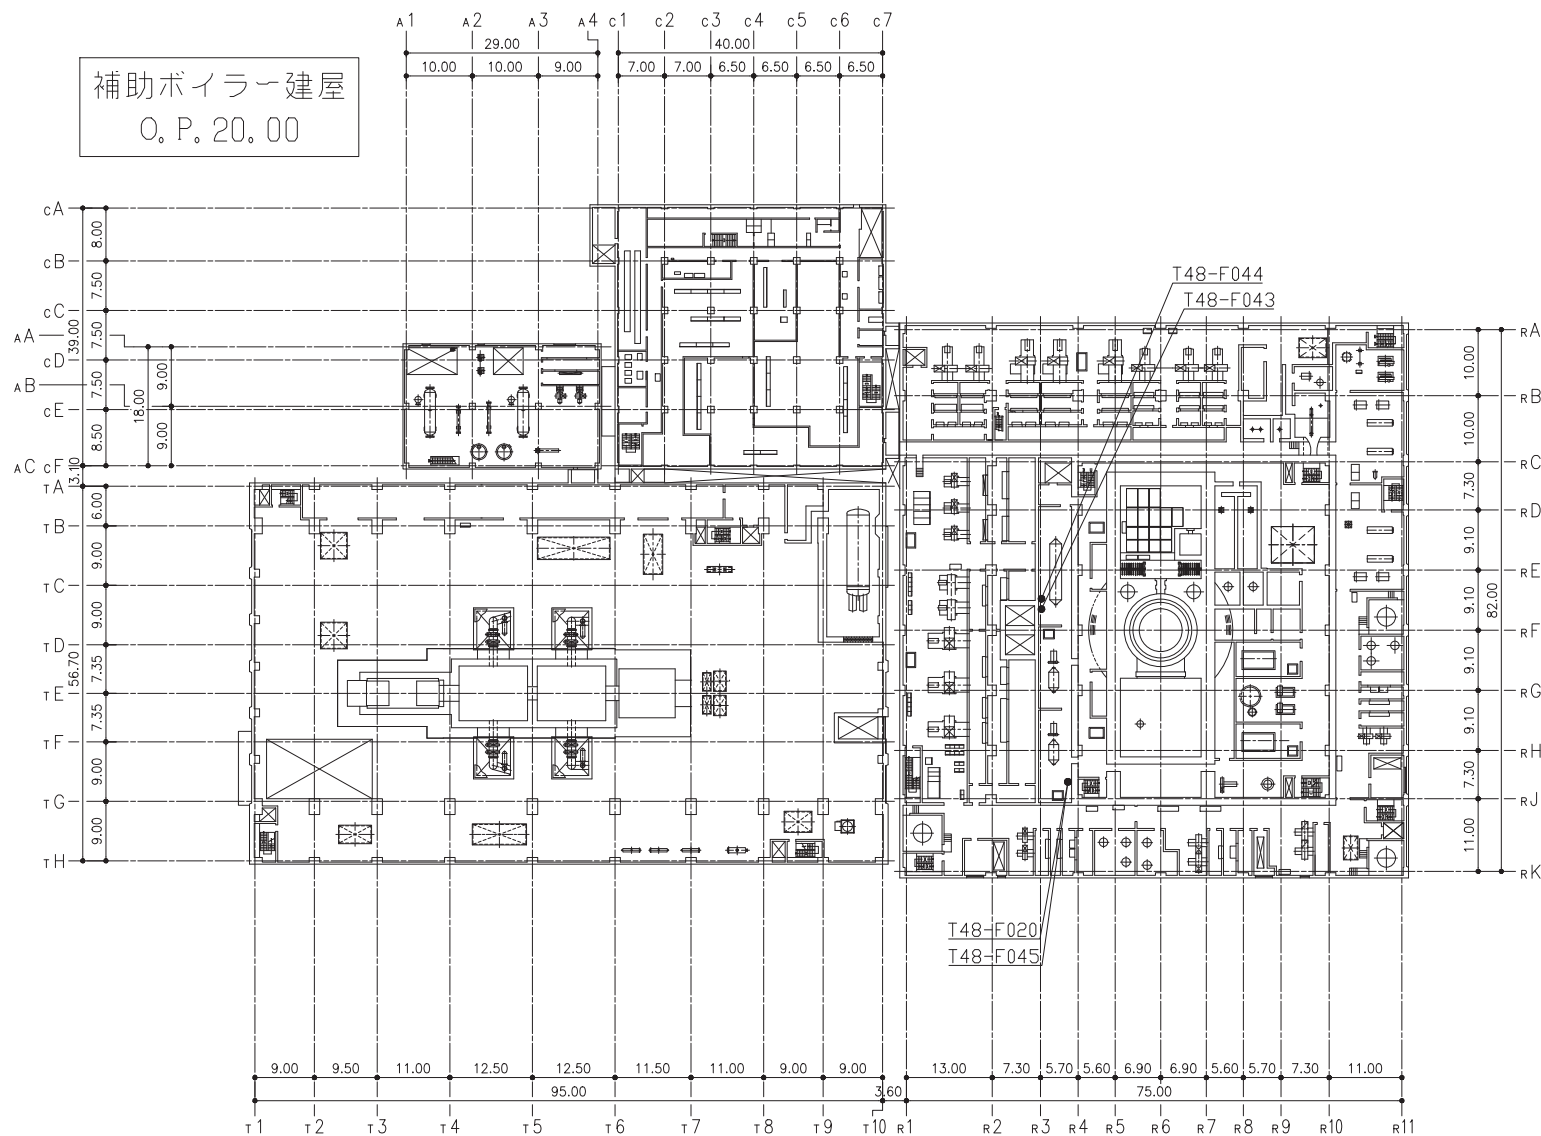 A1 A2 A3 A4 C1 C2 C3 C4 C5 C6 C7
29.00 40.00
10.00 10.00 9.00 7.00 7.00 6.50 6.50 6.50 6.50
補助ボイラー建屋
O.P.20.00
CA
8.00
CB
7.50
CC
AA
39.00
7.50
CD
AB
7.50
9.00
18.00
CE
8.50
9.00
AC CF
3.10
TA
6.00
TB
9.00
TC
9.00
TD
7.35
56.70
TE
7.35
TF
9.00
TG
9.00
TH
T48-F044
T48-F043
RA
10.00
RB
10.00
RC
7.30
RD
9.10
RE
9.10
82.00
RF
9.10
RG
9.10
RH
7.30
RJ
11.00
RK
T48-F020
T48-F045
9.00 9.50 11.00 12.50 12.50 11.50 11.00 9.00 9.00 13.00 7.30 5.70 5.60 6.90 6.90 5.60 5.70 7.30 11.00
95.00 3.60 75.00
T1 T2 T3 T4 T5 T6 T7 T8 T9 T10 R1 R2 R3 R4 R5 R6 R7 R8 R9 R10 R11